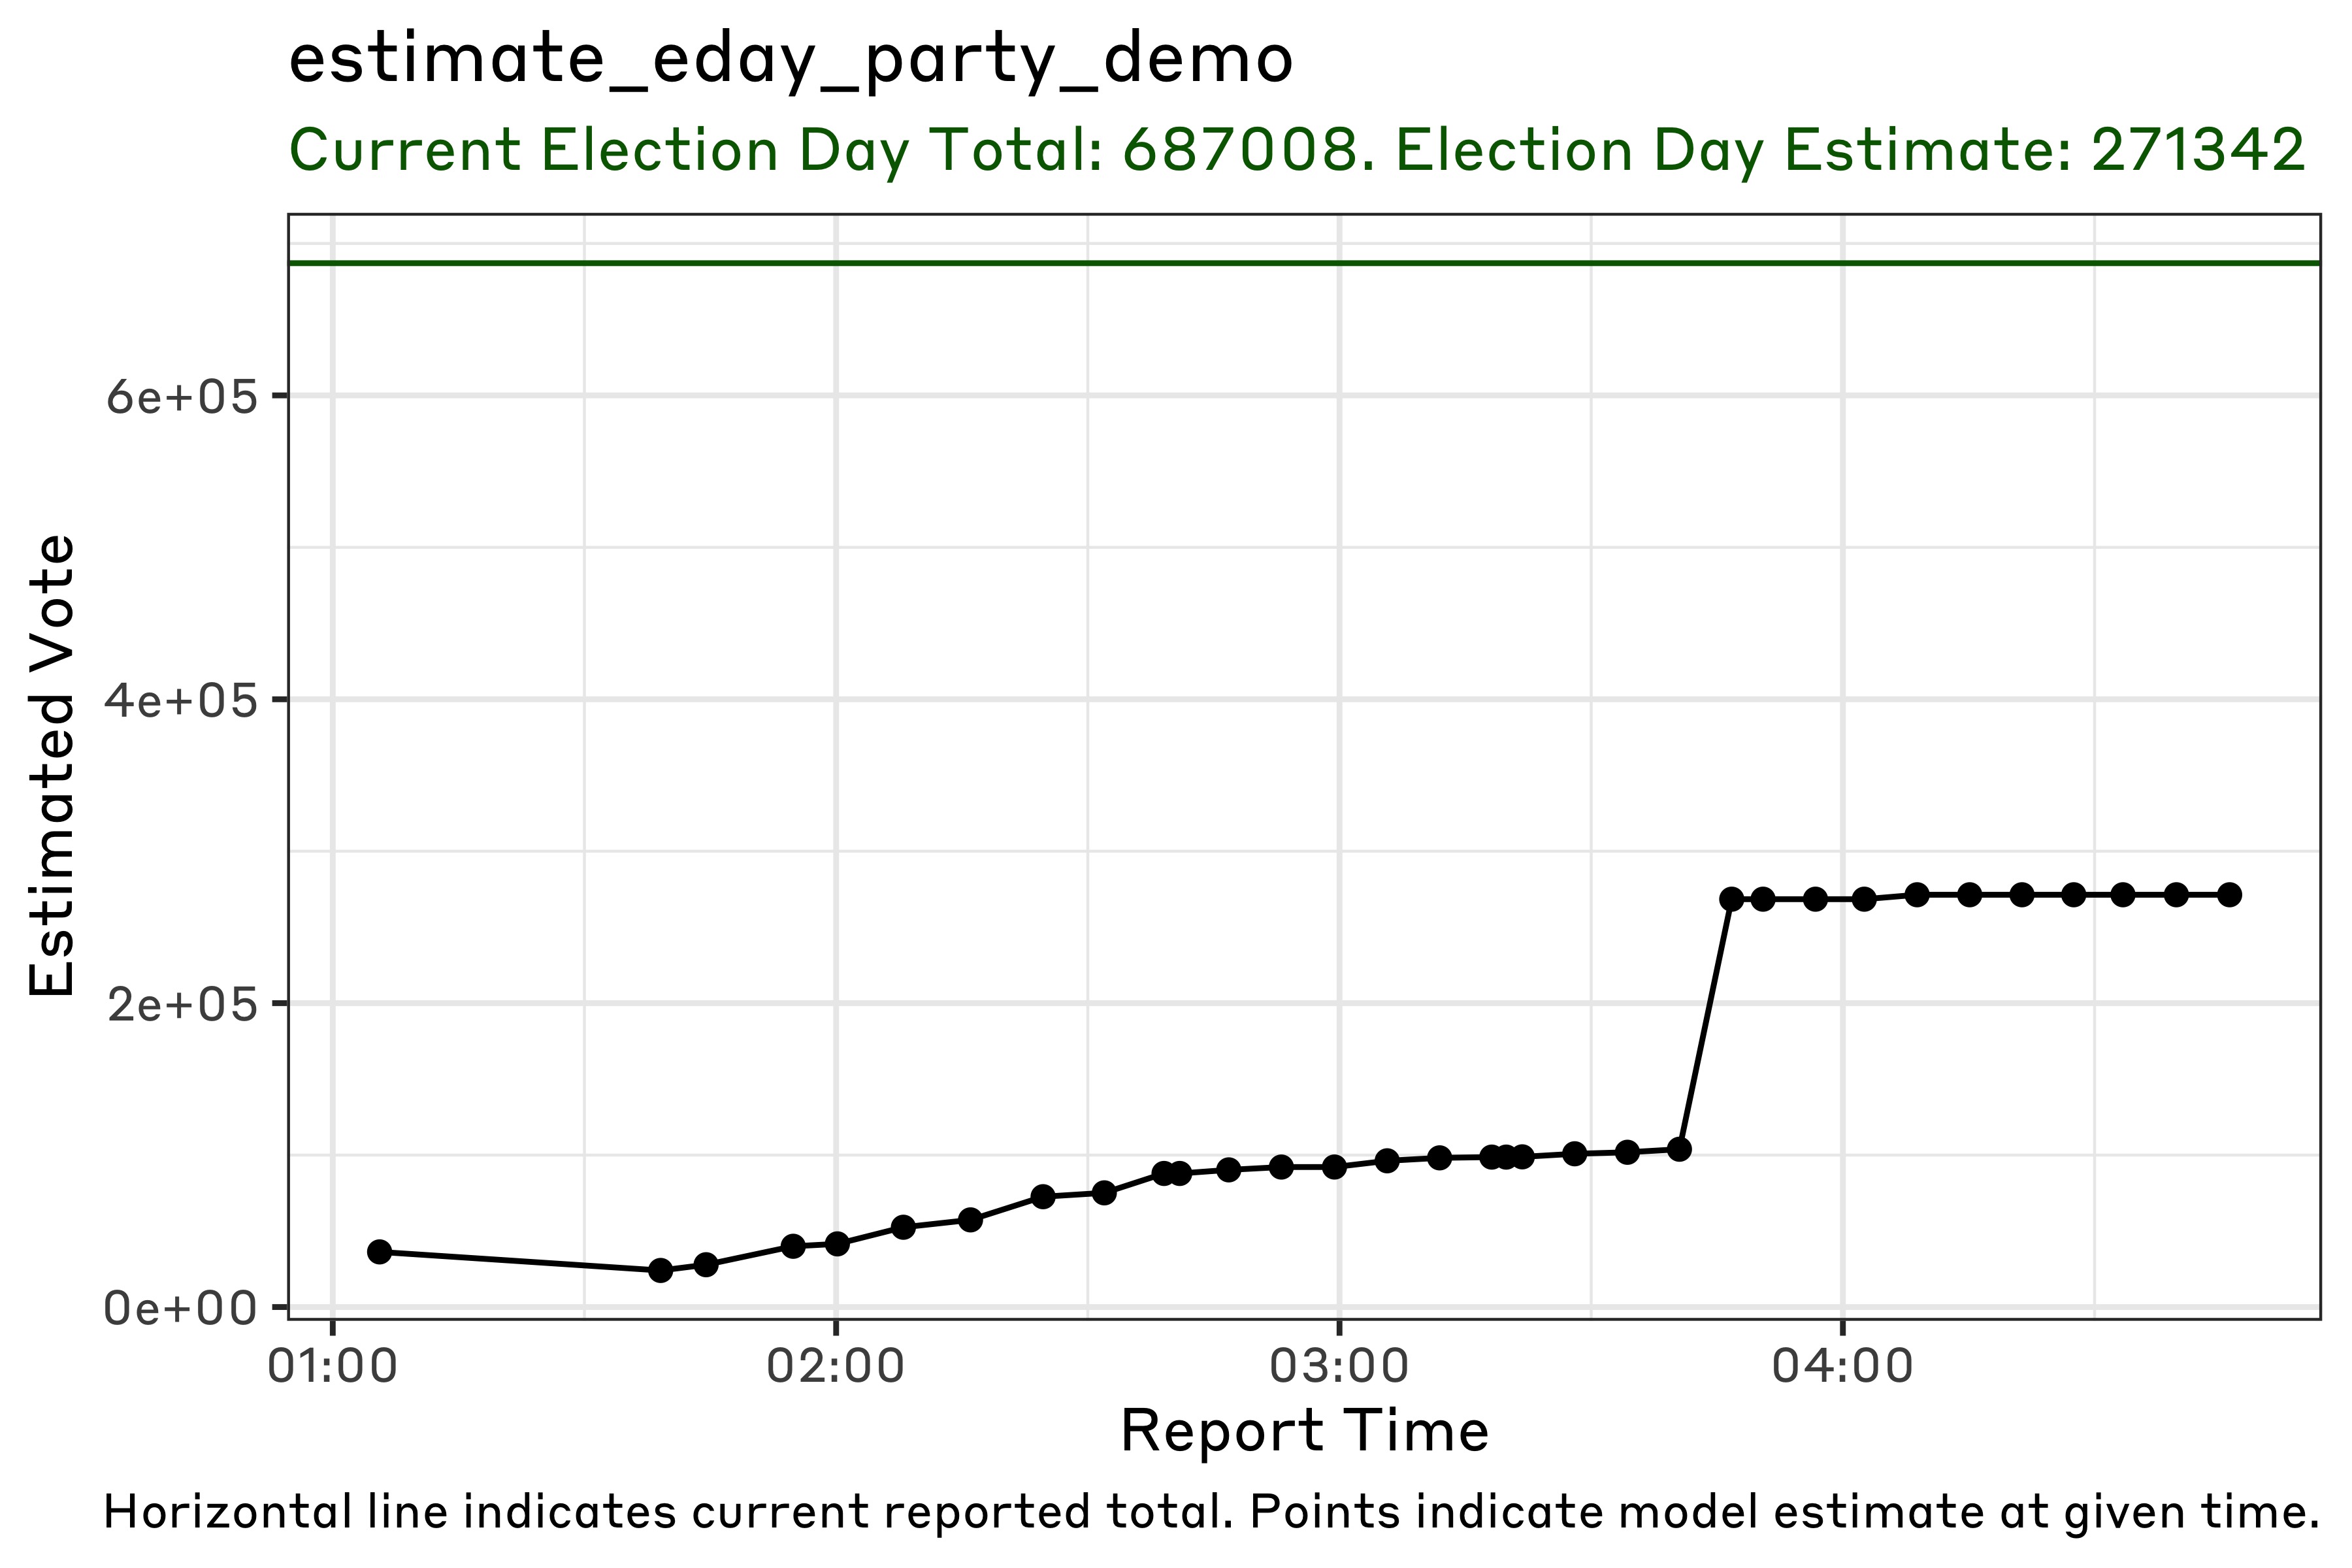 estimate_eday_party_demo
Current Election Day Total: 687008. Election Day Estimate: 271342
Estimated Vote
6e+05
4e+05
2e+05
0e+00
01:00 02:00 03:00 04:00
Report Time
Horizontal line indicates current reported total. Points indicate model estimate at given time.